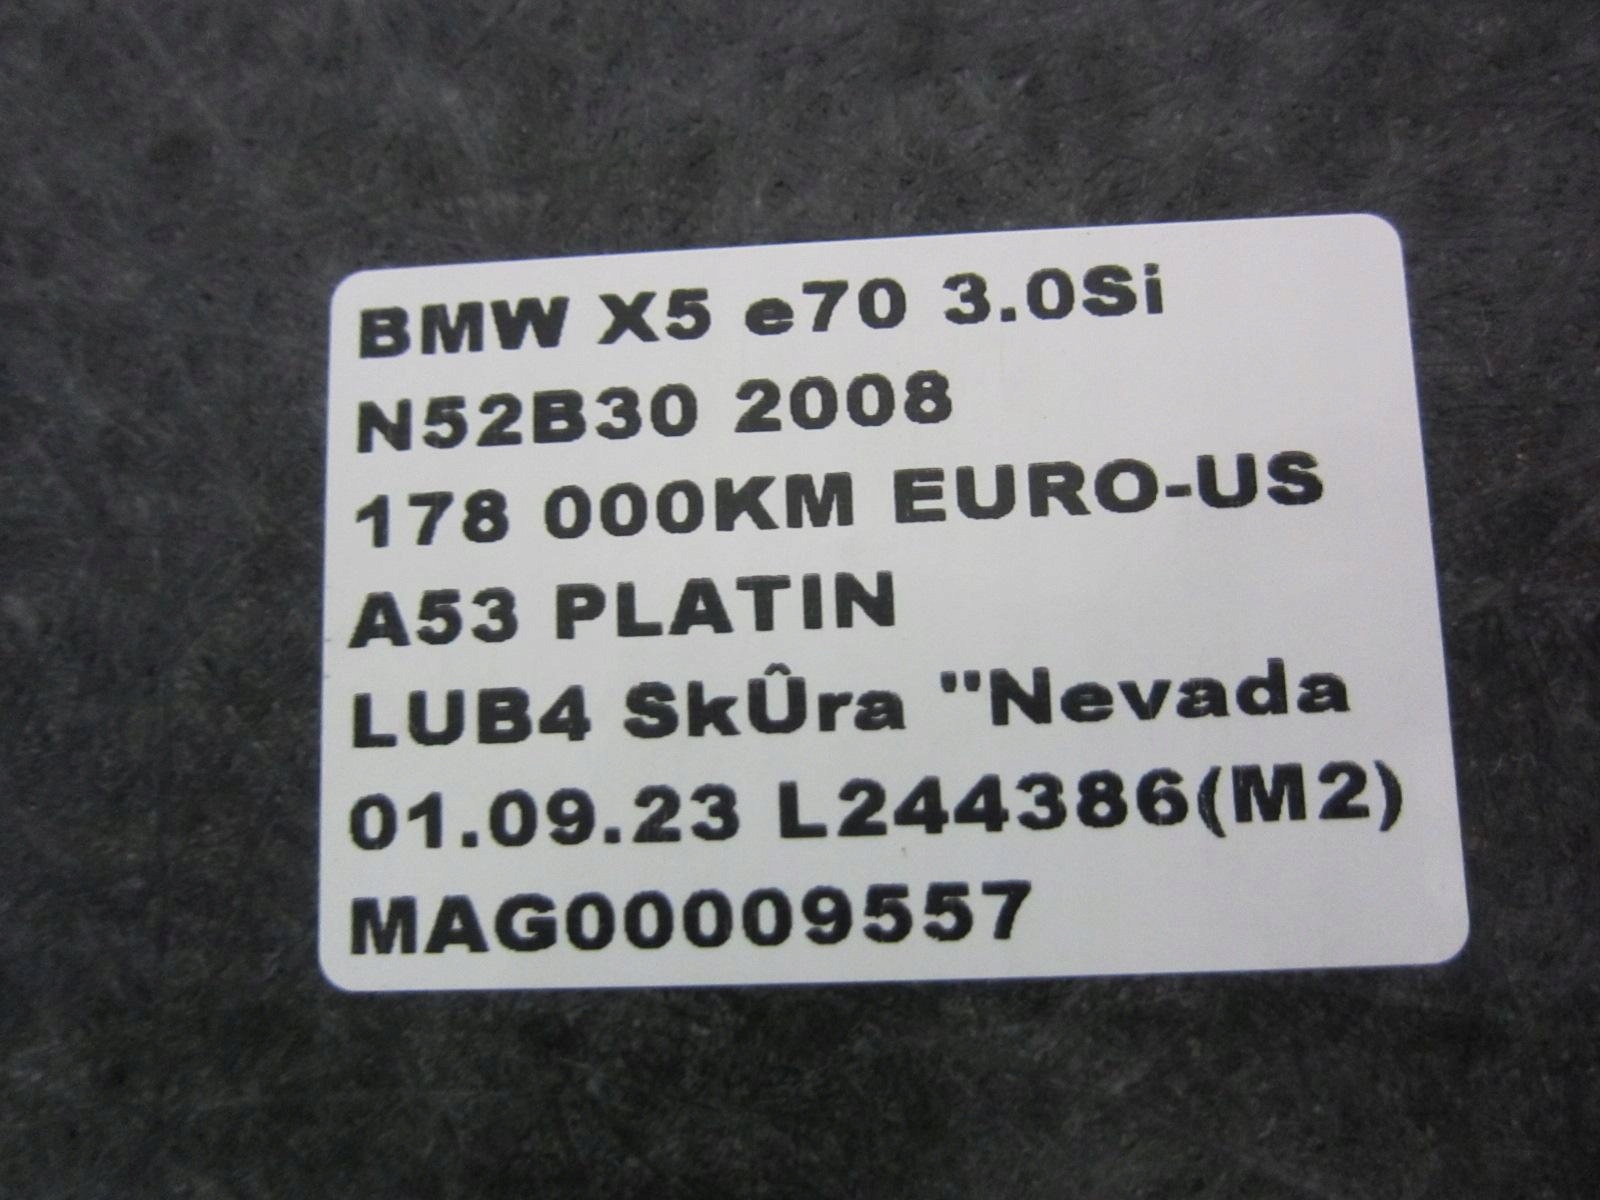 BMW X5 e70 3.0Si
N52B30 2008
178 000KM EURO-US
A53 PLATIN
LUB4 SkÛra "Nevada
01.09.23 L244386(M2)
MAG00009557